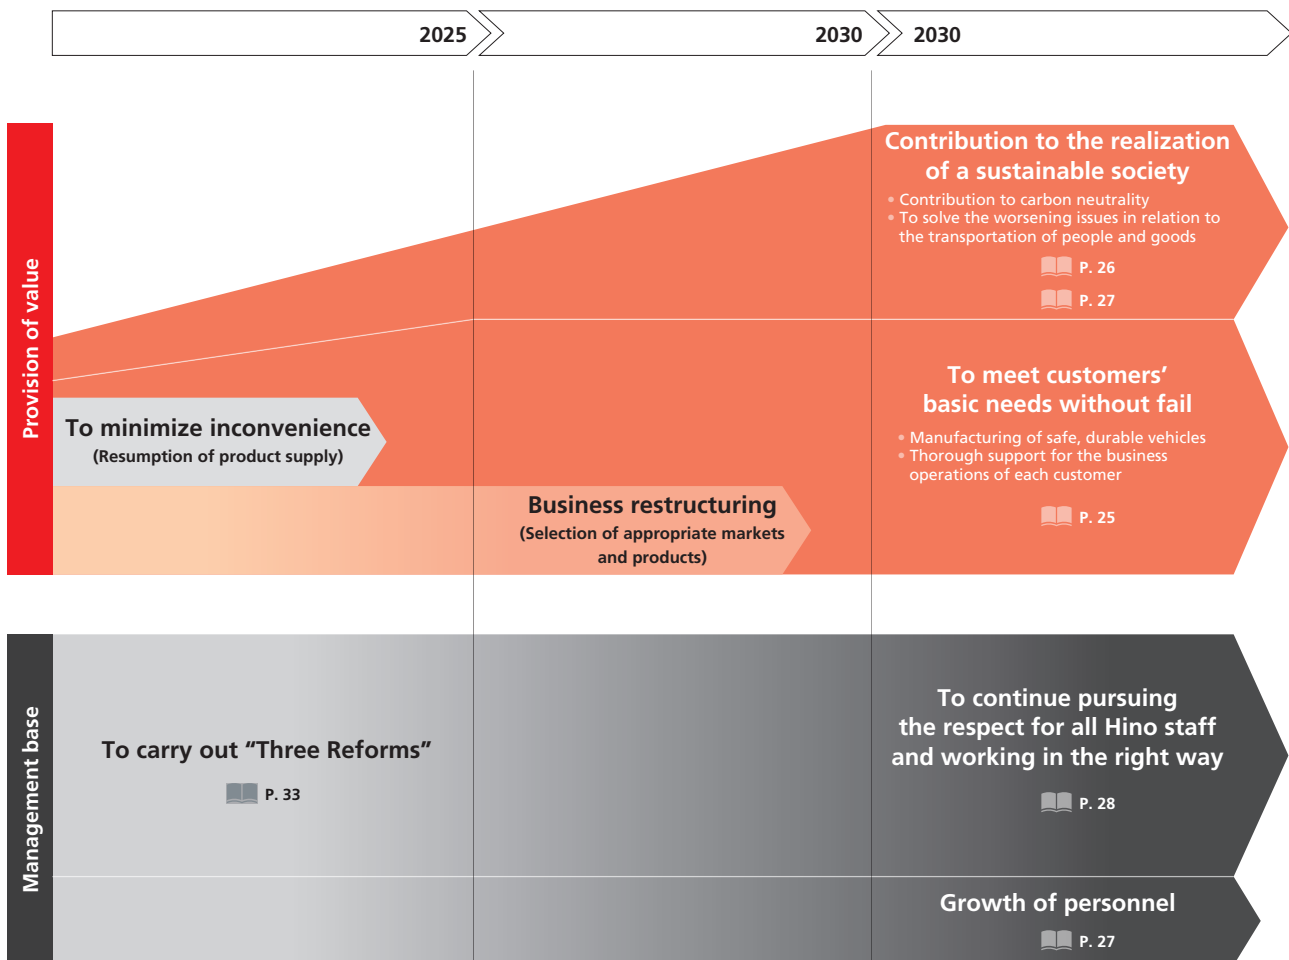 2025
2030
2030
Provision of value
Contribution to the realization
of a sustainable society
• Contribution to carbon neutrality
• To solve the worsening issues in relation to
the transportation of people and goods
P. 26
P. 27
To minimize inconvenience
(Resumption of product supply)
Business restructuring
(Selection of appropriate markets
and products)
To meet customers’
basic needs without fail
• Manufacturing of safe, durable vehicles
• Thorough support for the business
operations of each customer
P. 25
Management base
To carry out “Three Reforms”
P. 33
To continue pursuing
the respect for all Hino staff
and working in the right way
P. 28
Growth of personnel
P. 27